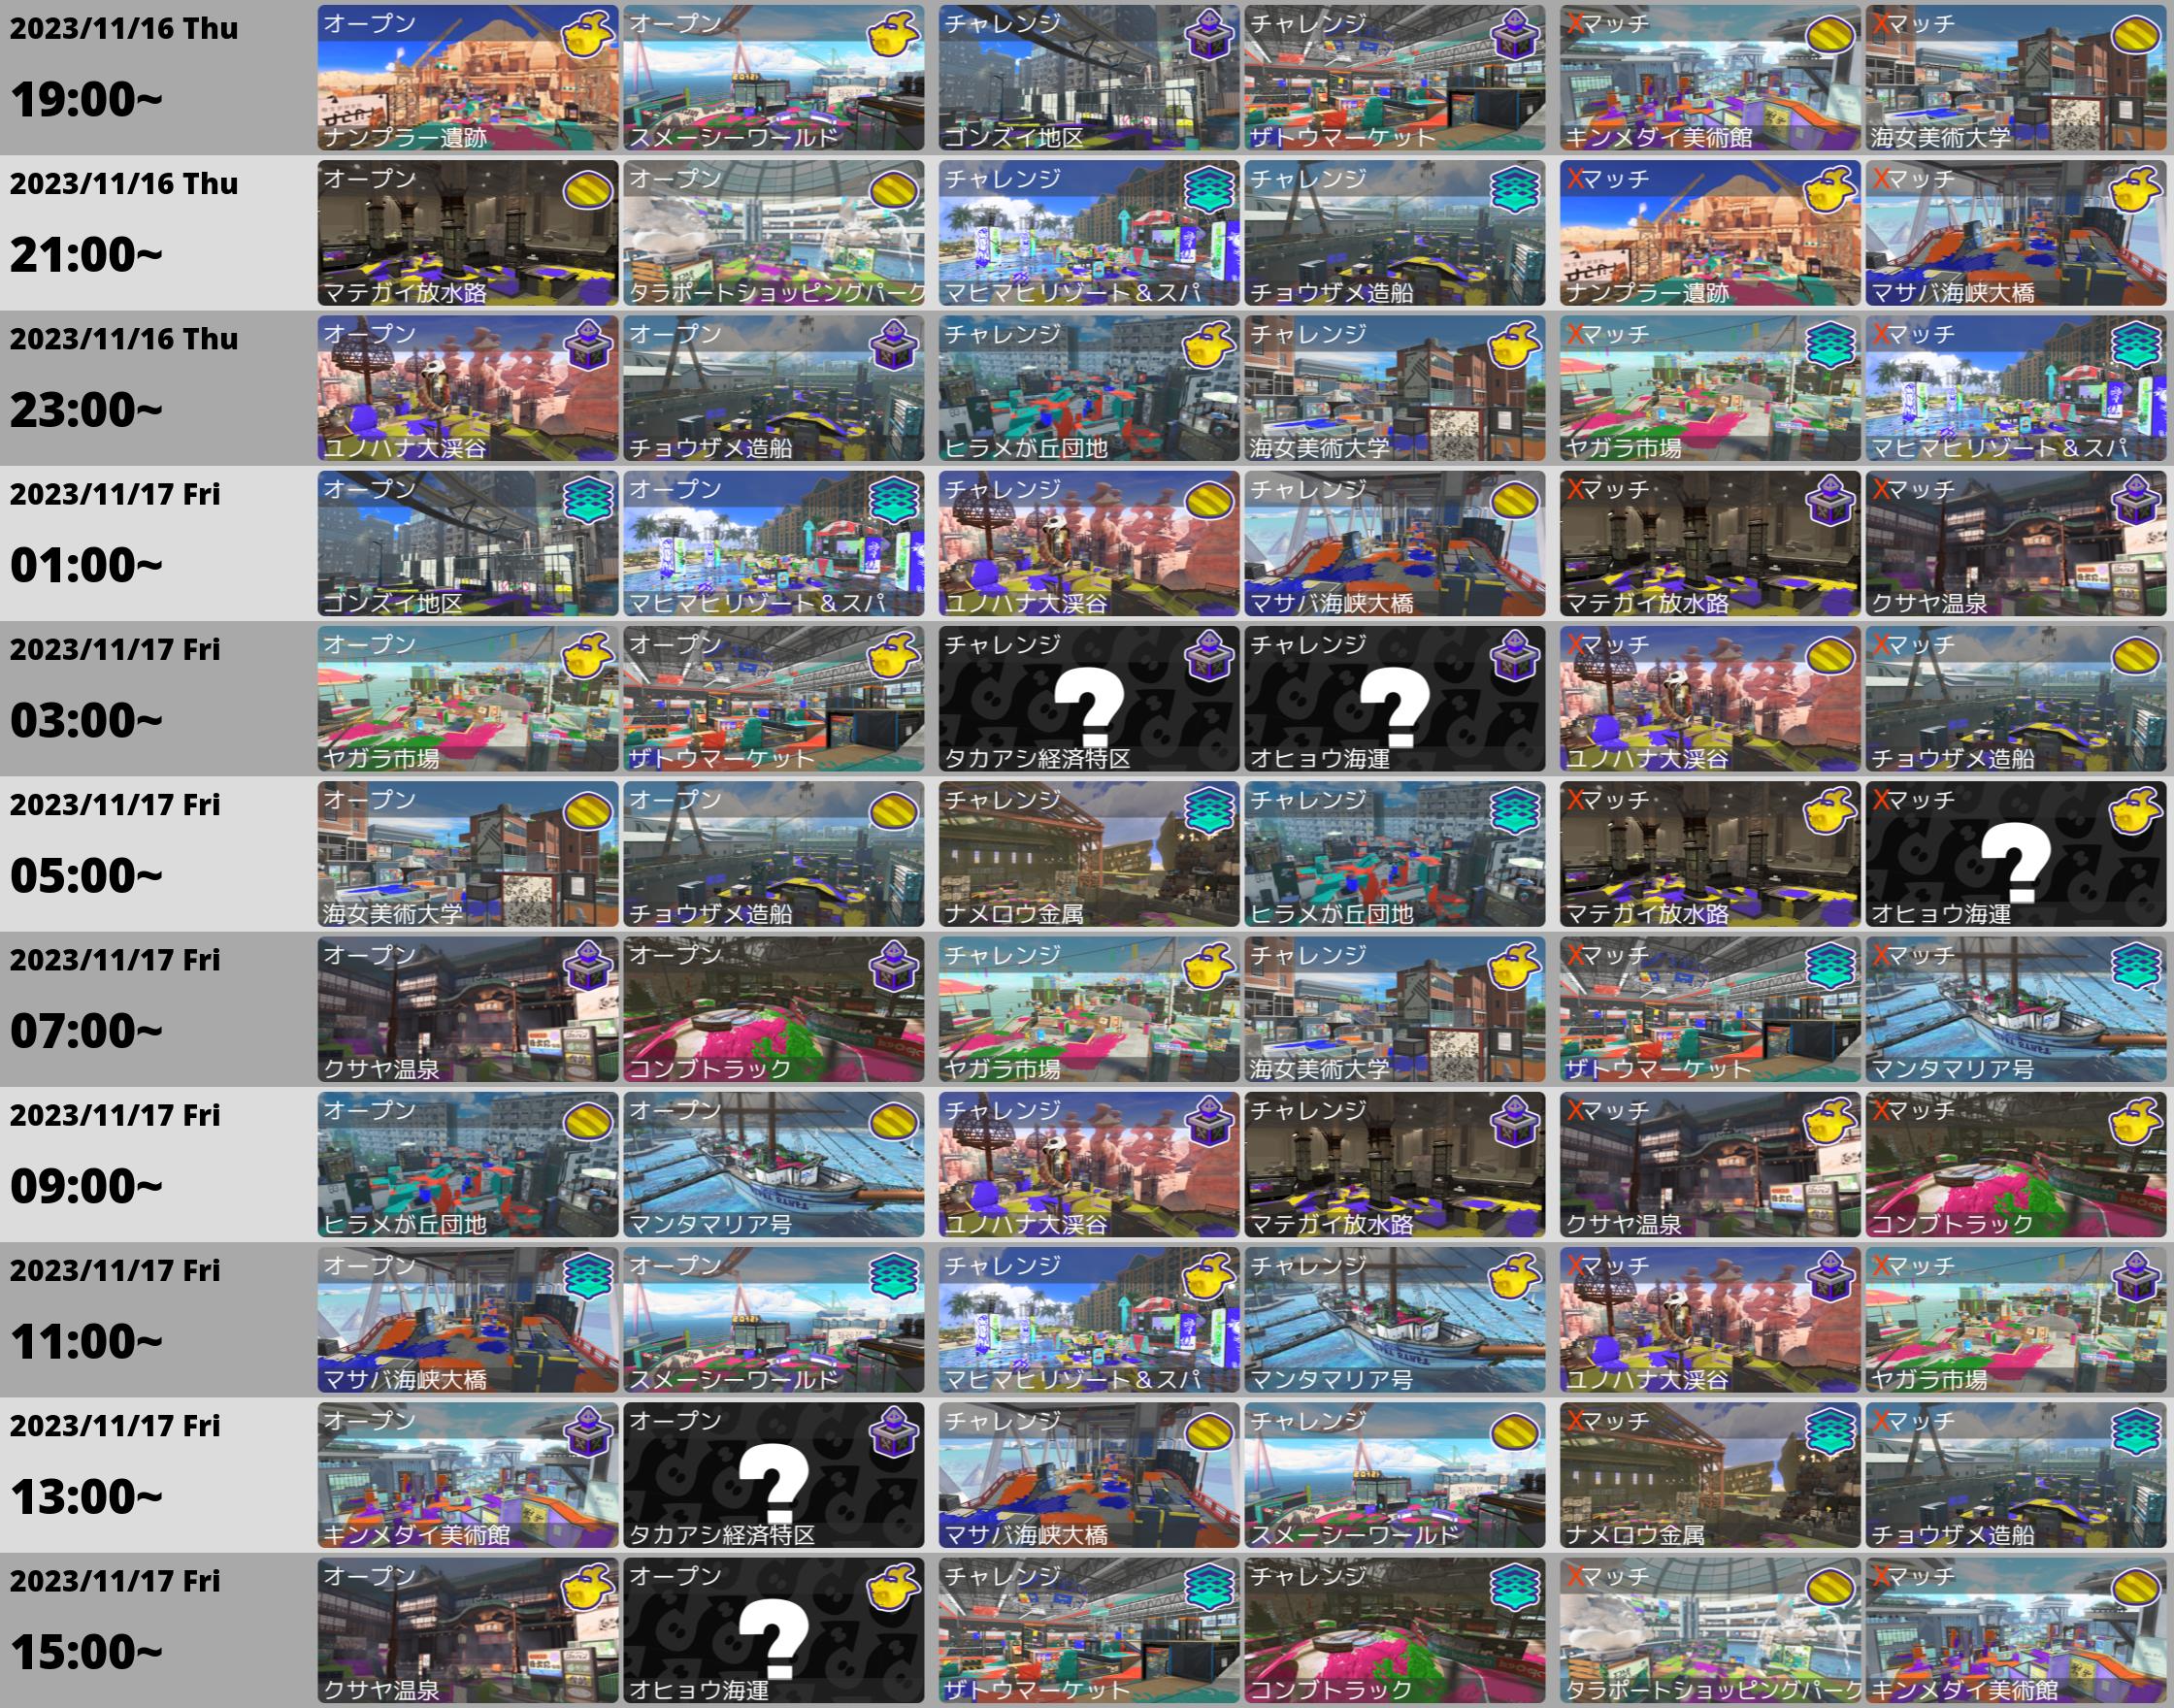 2023/11/16 Thu
19:00~
オープン
ナンプラー遺跡
オープン
スメーシーワールド
チャレンジ
ゴンズイ地区
チャレンジ
ザトウマーケット
Xマッチ
キンメダイ美術館
Xマッチ
海女美術大学
2023/11/16 Thu
21:00~
オープン
マテガイ放水路
オープン
タラポートショッピングパーク
チャレンジ
マヒマヒリゾート&スパ
チャレンジ
チョウザメ造船
Xマッチ
ナンプラー遺跡
Xマッチ
マサバ海峡大橋
2023/11/16 Thu
23:00~
オープン
ユノハナ大渓谷
オープン
チョウザメ造船
チャレンジ
ヒラメが丘団地
チャレンジ
海女美術大学
Xマッチ
ヤガラ市場
Xマッチ
マヒマヒリゾート&スパ
2023/11/17 Fri
01:00~
オープン
ゴンズイ地区
オープン
マヒマヒリゾート&スパ
チャレンジ
ユノハナ大渓谷
チャレンジ
マサバ海峡大橋
Xマッチ
マテガイ放水路
Xマッチ
クサヤ温泉
2023/11/17 Fri
03:00~
オープン
ヤガラ市場
オープン
ザトウマーケット
チャレンジ
?
タカアシ経済特区
チャレンジ
?
オヒョウ海運
Xマッチ
ユノハナ大渓谷
Xマッチ
チョウザメ造船
2023/11/17 Fri
05:00~
オープン
海女美術大学
オープン
チョウザメ造船
チャレンジ
ナメロウ金属
チャレンジ
ヒラメが丘団地
Xマッチ
マテガイ放水路
Xマッチ
?
オヒョウ海運
2023/11/17 Fri
07:00~
オープン
クサヤ温泉
オープン
コンブトラック
チャレンジ
ヤガラ市場
チャレンジ
海女美術大学
Xマッチ
ザトウマーケット
Xマッチ
マンタマリア号
2023/11/17 Fri
09:00~
オープン
ヒラメが丘団地
オープン
マンタマリア号
チャレンジ
ユノハナ大渓谷
チャレンジ
マテガイ放水路
Xマッチ
クサヤ温泉
Xマッチ
コンブトラック
2023/11/17 Fri
11:00~
オープン
マサバ海峡大橋
オープン
スメーシーワールド
チャレンジ
マヒマヒリゾート&スパ
チャレンジ
マンタマリア号
Xマッチ
ユノハナ大渓谷
Xマッチ
ヤガラ市場
2023/11/17 Fri
13:00~
オープン
キンメダイ美術館
オープン
?
タカアシ経済特区
チャレンジ
マサバ海峡大橋
チャレンジ
スメーシーワールド
Xマッチ
ナメロウ金属
Xマッチ
チョウザメ造船
2023/11/17 Fri
15:00~
オープン
クサヤ温泉
オープン
?
オヒョウ海運
チャレンジ
ザトウマーケット
チャレンジ
コンブトラック
Xマッチ
タラポートショッピングパーク
Xマッチ
キンメダイ美術館